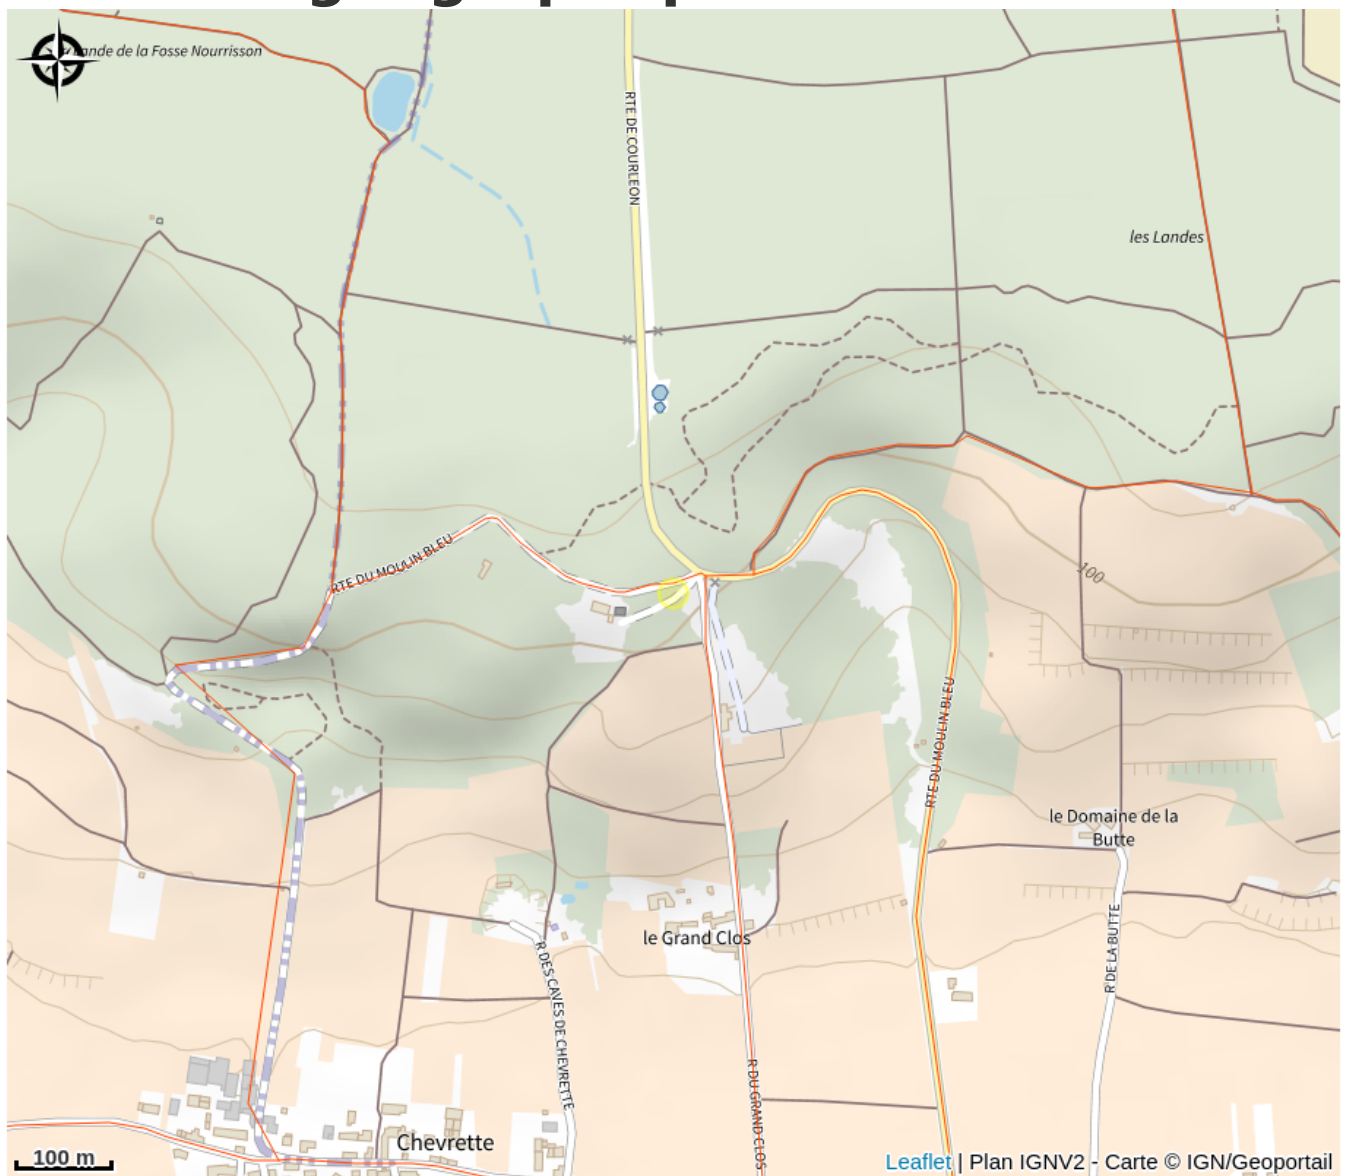 Lande de la Fosse Nourrisson
RTE DE COURLEON
les Landes
RTE DU MOULIN BLEU
100
RTE DU MOULIN BLEU
le Domaine de la
Butte
le Grand Clos
R DES CAVES DE CHEVRETTE
R DE LA BUTTE
R DU GRAND CLOS
Chevrette
100 m
Leaflet | Plan IGNV2 - Carte © IGN/Geoportail